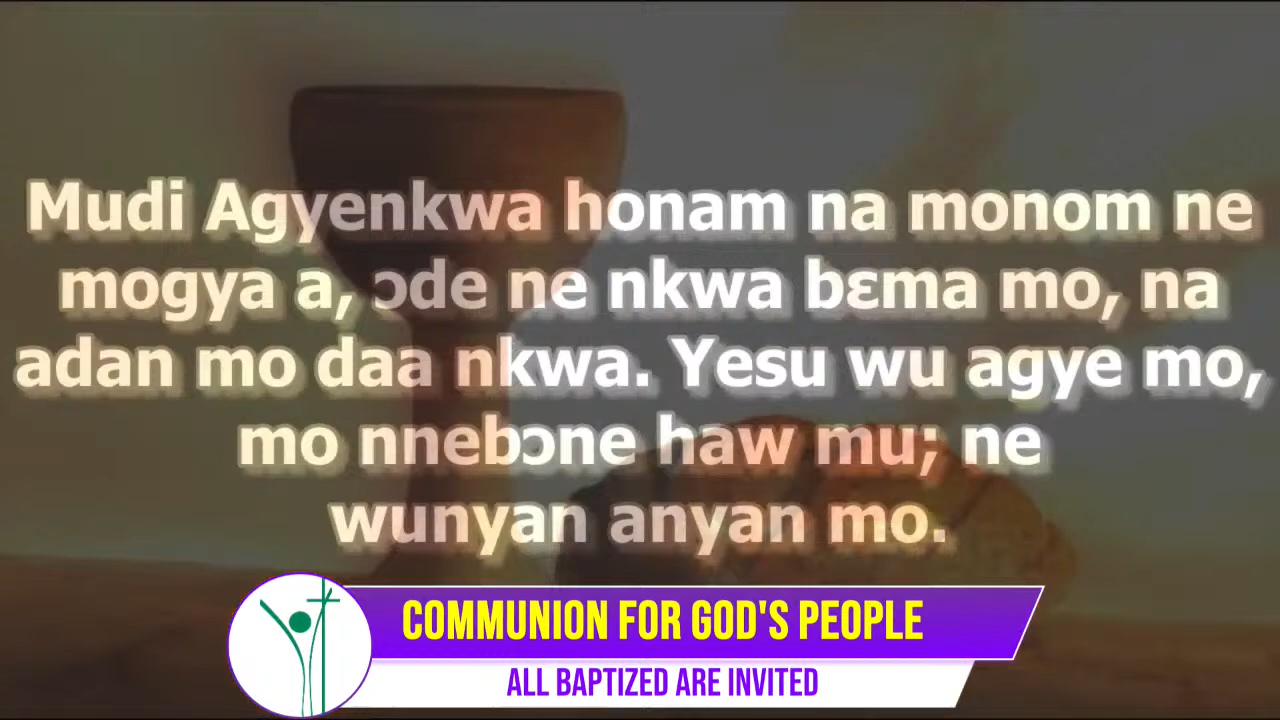 Mudi Agyenkwa honam na monom ne
mogya a, ɔde ne nkwa bɛma mo, na
adan mo daa nkwa. Yesu wu agye mo,
mo nnebɔne haw mu; ne
wunyan anyan mo.
COMMUNION FOR GOD'S PEOPLE
ALL BAPTIZED ARE INVITED